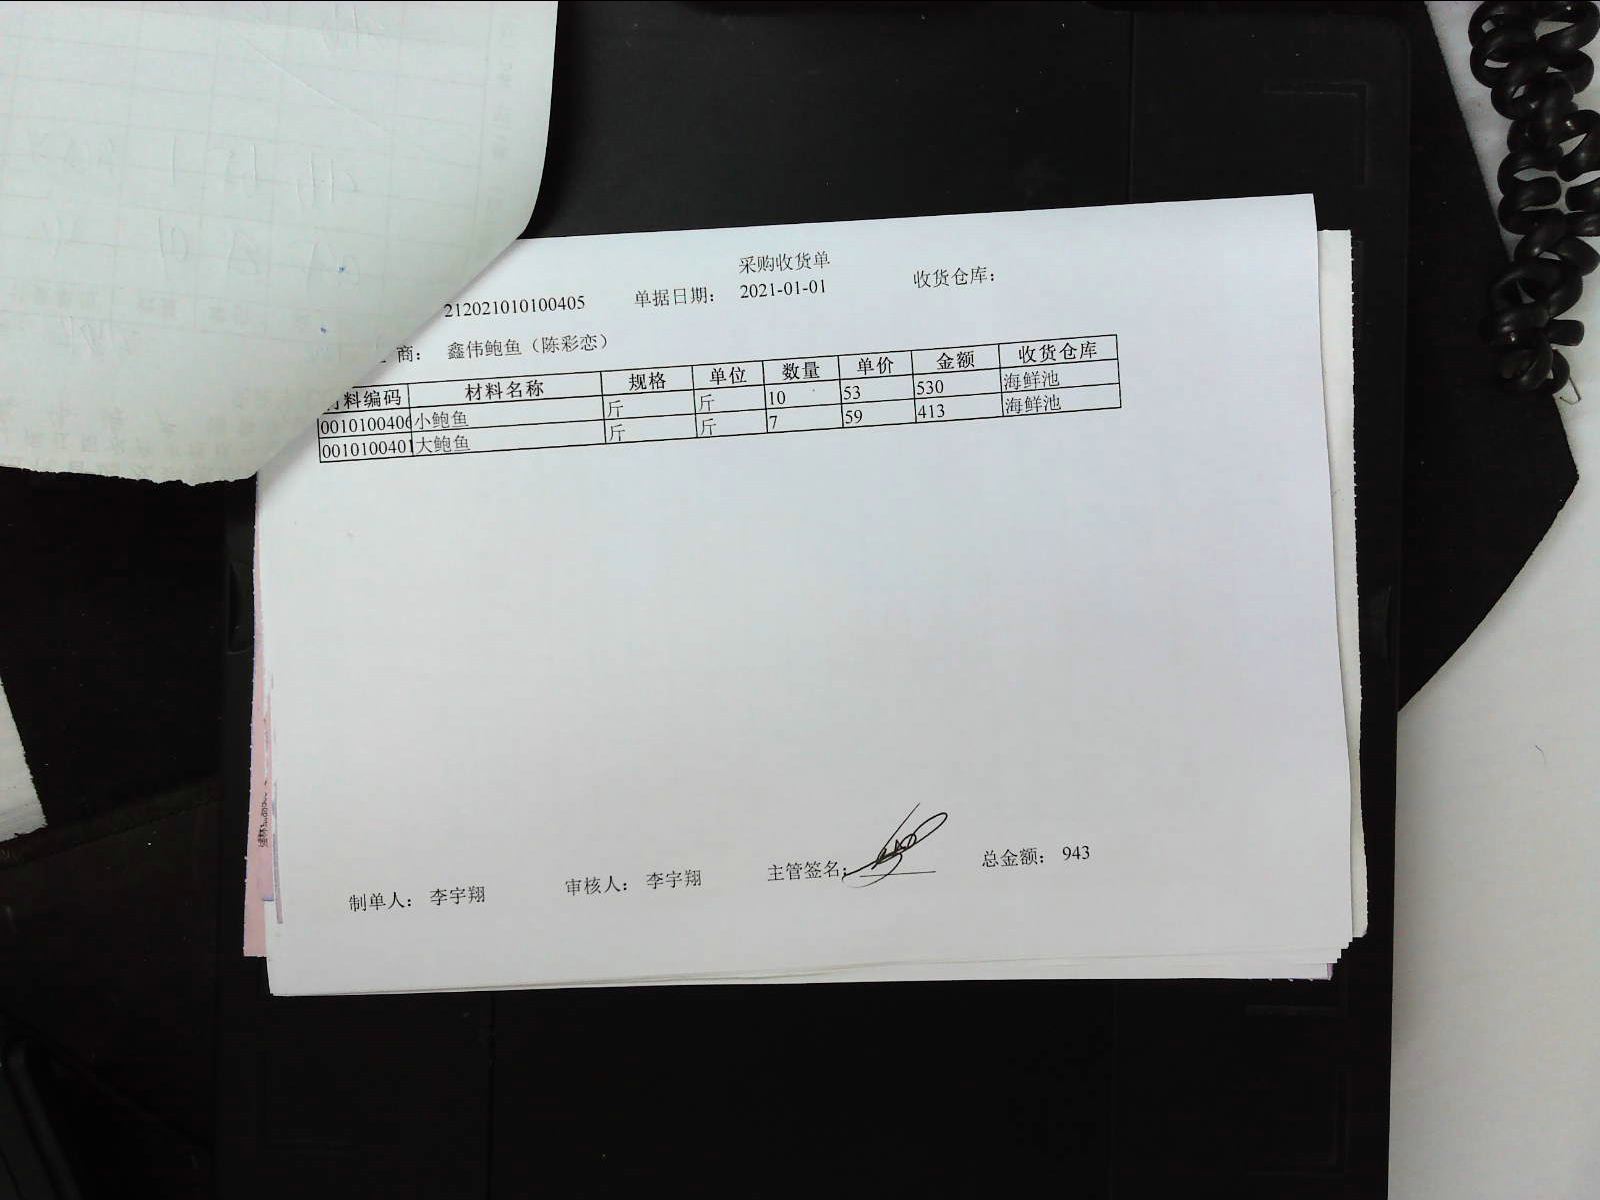 采购收货单
212021010100405 单据日期： 2021-01-01 收货仓库：
商： 鑫伟鲍鱼（陈彩恋）
料编码 材料名称 规格 单位 数量 单价 金额 收货仓库
0010100406 小鲍鱼 斤 斤 10 53 530 海鲜池
0010100401 大鲍鱼 斤 斤 7 59 413 海鲜池
制单人： 李宇翔 审核人： 李宇翔 主管签名： 总金额： 943